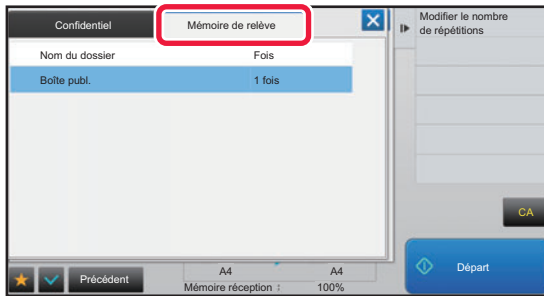 Confidentiel
Mémoire de relève
Modifier le nombre
de répétitions
Nom du dossier
Fois
Boîte publ.
1 fois
CA
Précédent
A4
A4
Mémoire réception :
100%
Départ